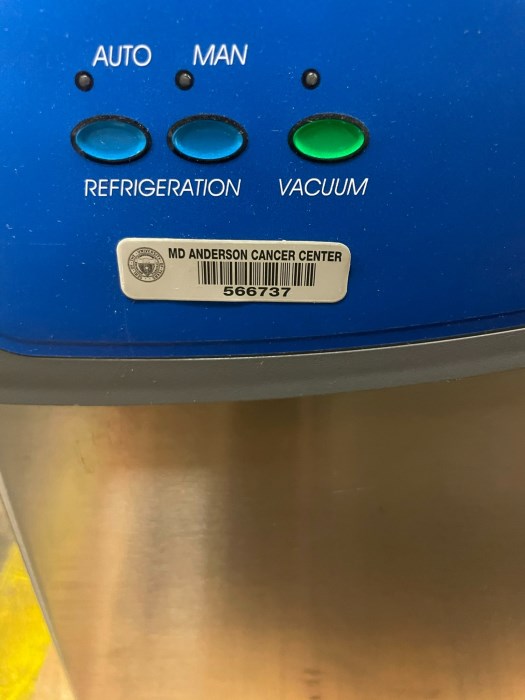 AUTO MAN
REFRIGERATION VACUUM
MD ANDERSON CANCER CENTER
566737